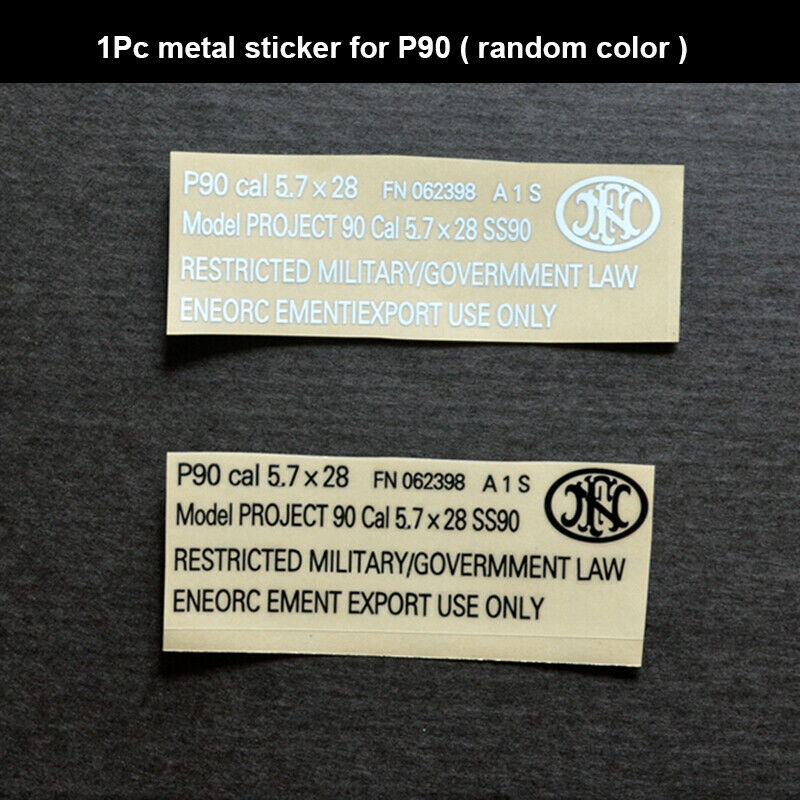 1Pc metal sticker for P90 ( random color )
P90 cal 5.7 x 28 FN 062398 A 1 S FN
Model PROJECT 90 Cal 5.7 x 28 SS90
RESTRICTED MILITARY/GOVERMMENT LAW
ENEORC EMENTIEXPORT USE ONLY
P90 cal 5.7 x 28 FN 062398 A 1 S FN
Model PROJECT 90 Cal 5.7 x 28 SS90
RESTRICTED MILITARY/GOVERMMENT LAW
ENEORC EMENT EXPORT USE ONLY